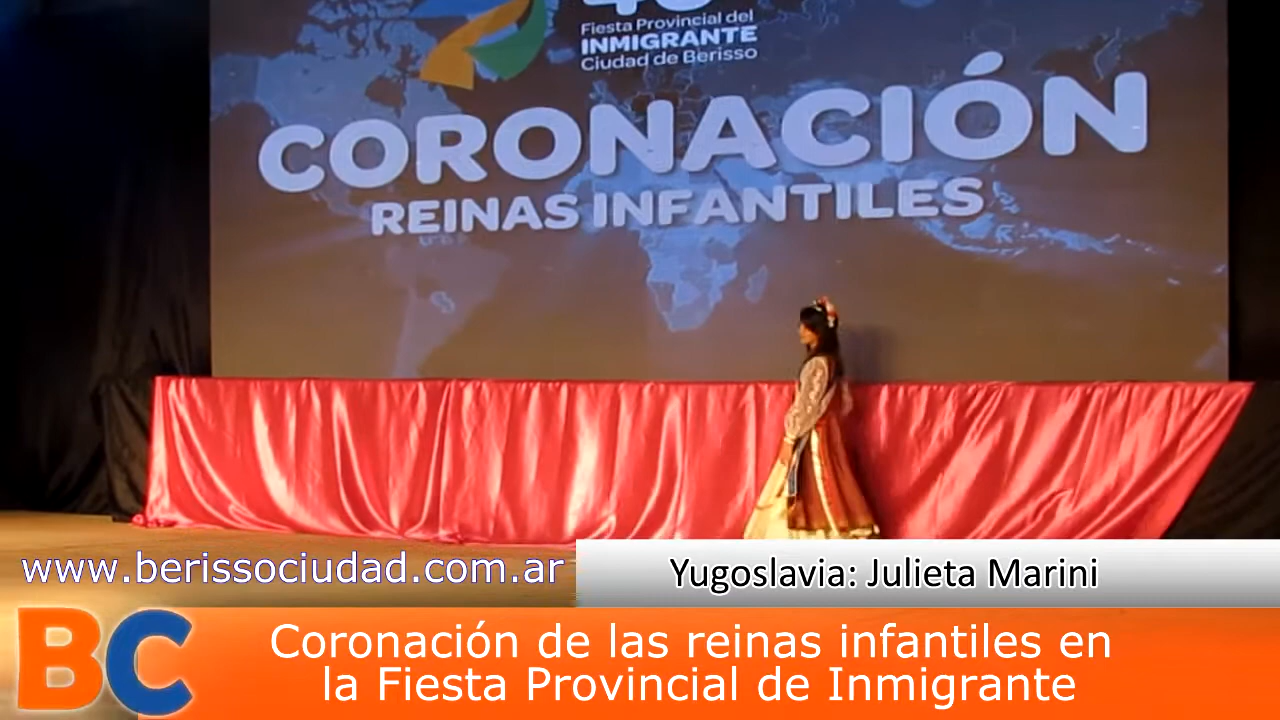 Fiesta Provincial del
INMIGRANTE
Ciudad de Berisso
CORONACIÓN
REINAS INFANTILES
www.berissociudad.com.ar
Yugoslavia: Julieta Marini
BC
Coronación de las reinas infantiles en
la Fiesta Provincial de Inmigrante